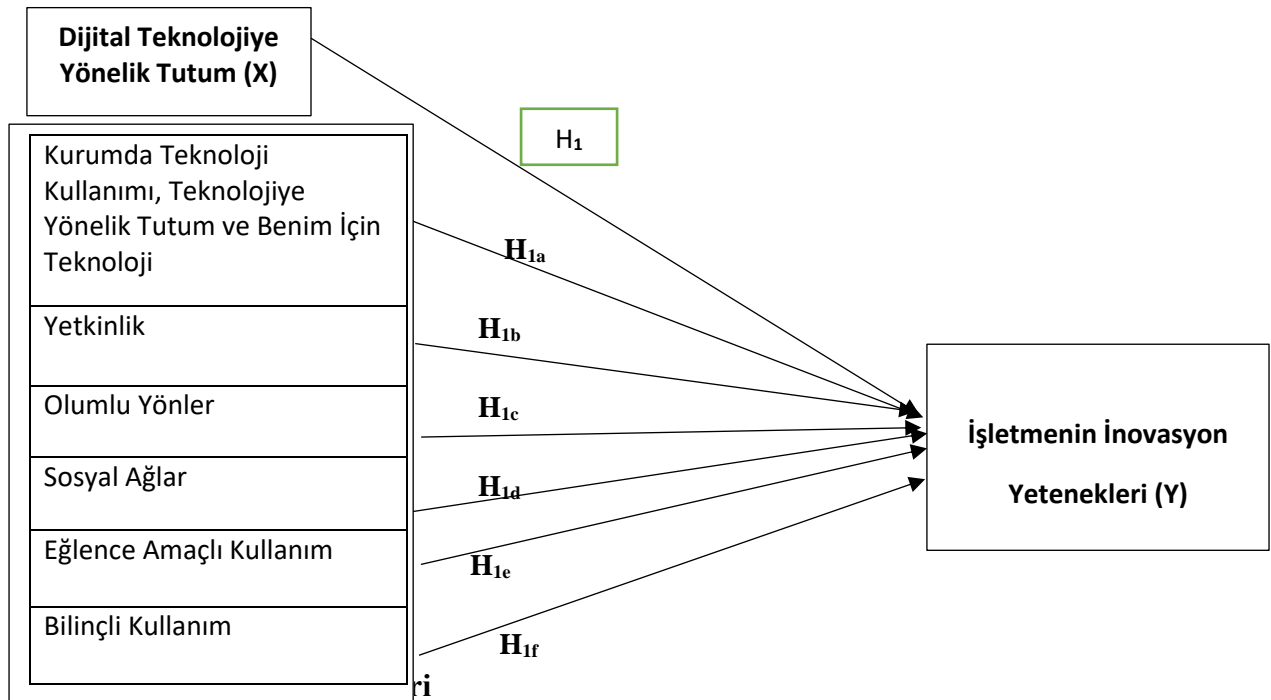 Dijital Teknolojiye
Yönelik Tutum (X)
H₁
Kurumda Teknoloji
Kullanımı, Teknolojiye
Yönelik Tutum ve Benim İçin
Teknoloji
H1a
Yetkinlik
H1b
Olumlu Yönler
H1c
Sosyal Ağlar
H1d
Eğlence Amaçlı Kullanım
H1e
Bilinçli Kullanım
H1f
İşletmenin İnovasyon
Yetenekleri (Y)